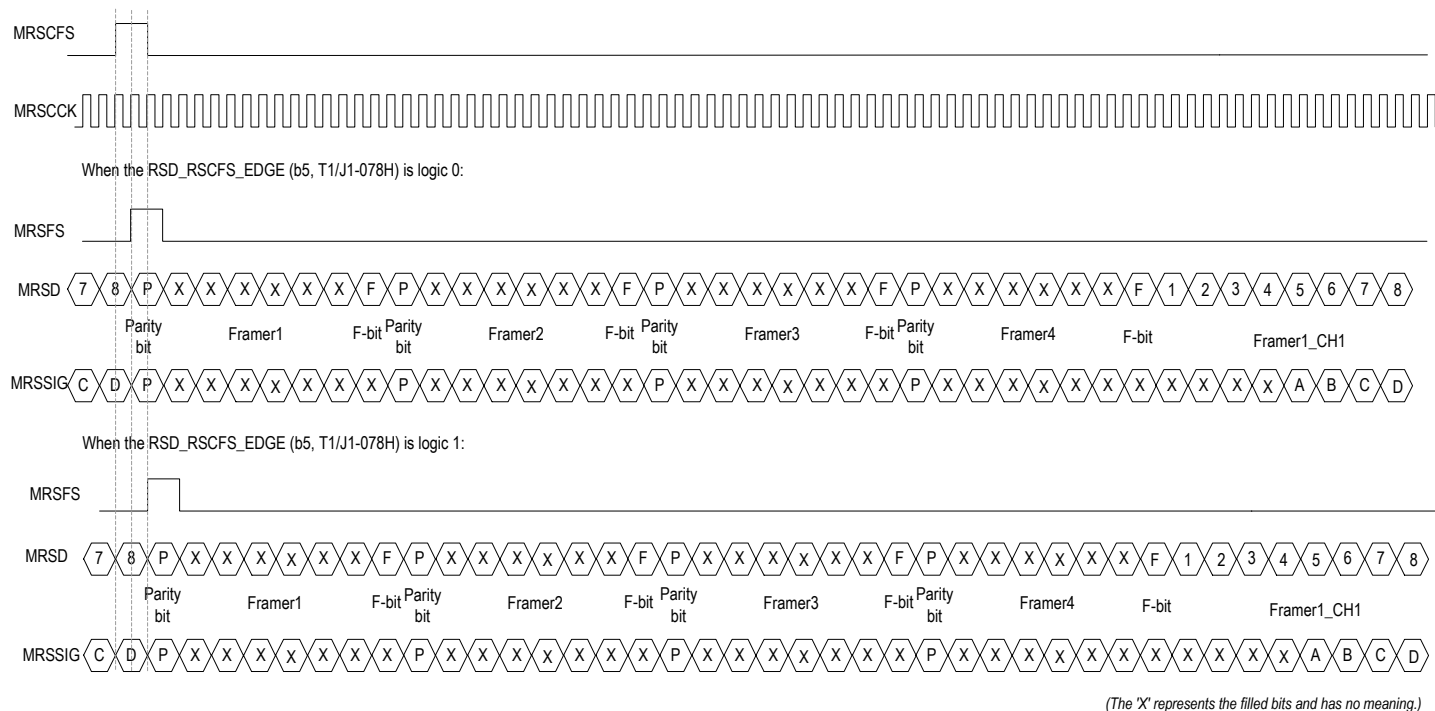 MRSCFS
MRSCCK
When the RSD_RSCFS_EDGE (b5, T1/J1-078H) is logic 0:
MRSFS
MRSD 7 8 P X X X X X X F P X X X X X X F P X X X X X X F P X X X X X X F 1 2 3 4 5 6 7 8
Parity bit Framer1 F-bit Parity bit Framer2 F-bit Parity bit Framer3 F-bit Parity bit Framer4 F-bit Framer1_CH1
MRSSIG C D P X X X X X X X P X X X X X X X P X X X X X X X P X X X X X X X X X X X A B C D
When the RSD_RSCFS_EDGE (b5, T1/J1-078H) is logic 1:
MRSFS
MRSD 7 8 P X X X X X X F P X X X X X X F P X X X X X X F P X X X X X X F 1 2 3 4 5 6 7 8
Parity bit Framer1 F-bit Parity bit Framer2 F-bit Parity bit Framer3 F-bit Parity bit Framer4 F-bit Framer1_CH1
MRSSIG C D P X X X X X X X P X X X X X X X P X X X X X X X P X X X X X X X X X X X A B C D
(The 'X' represents the filled bits and has no meaning.)